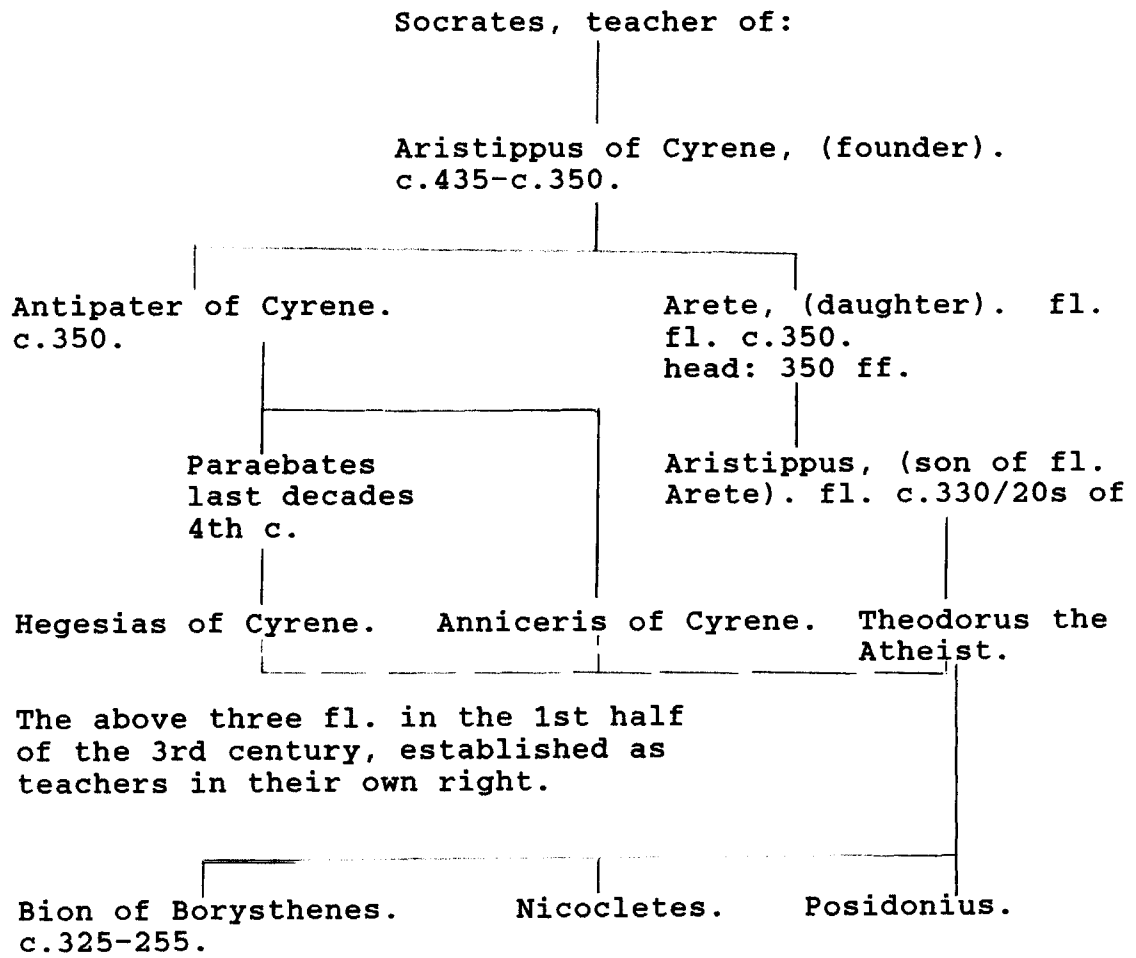 Socrates, teacher of:
Aristippus of Cyrene, (founder).
c.435-c.350.
Antipater of Cyrene.
c.350.
Arete, (daughter). fl.
fl. c.350.
head: 350 ff.
Paraebates
last decades
4th c.
Aristippus, (son of fl.
Arete). fl. c.330/20s of
Hegesias of Cyrene.
Anniceris of Cyrene.
Theodorus the
Atheist.
The above three fl. in the 1st half
of the 3rd century, established as
teachers in their own right.
Bion of Borysthenes.
c.325-255.
Nicocletes.
Posidonius.